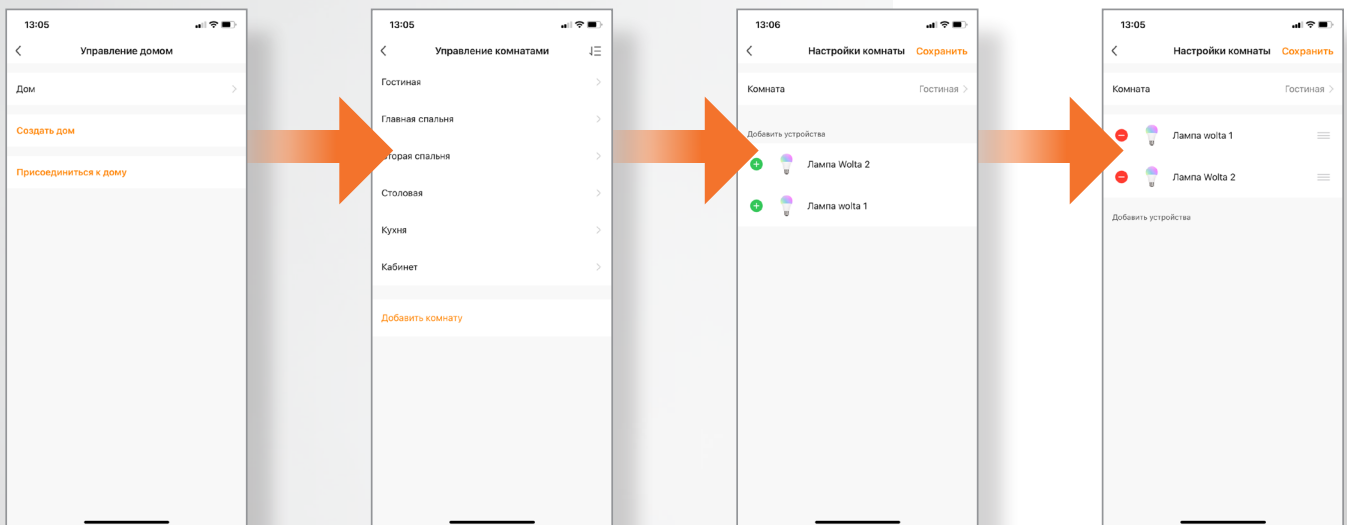 13:05
Управление домом
Дом
Создать дом
Присоединиться к дому
13:05
Управление комнатами
Гостиная
Главная спальня
торая спальня
Столовая
Кухня
Кабинет
Добавить комнату
13:06
Настройки комнаты Сохранить
Комната Гостиная
Добавить устройства
Лампа Wolta 2
Лампа wolta 1
13:05
Настройки комнаты Сохранить
Комната Гостиная
Лампа wolta 1
Лампа Wolta 2
Добавить устройства